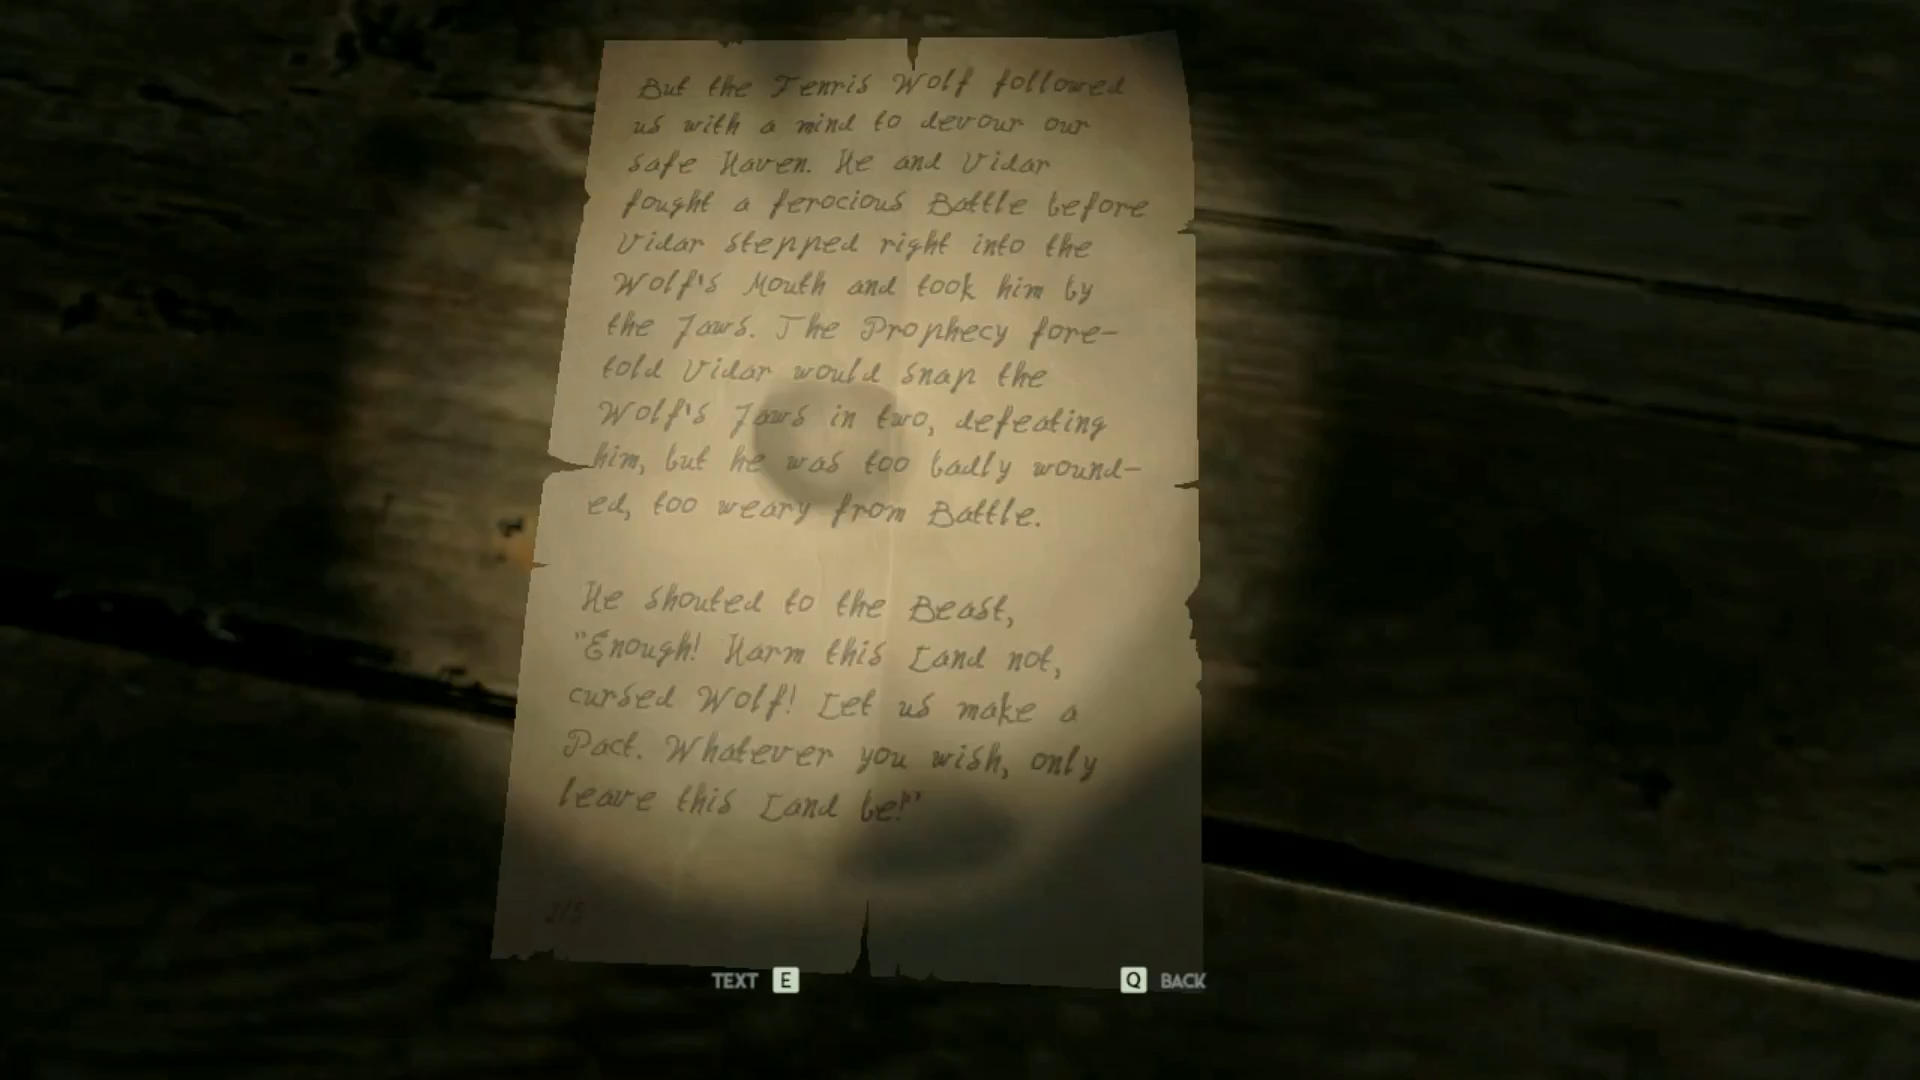 But the Fenris Wolf followed
us with a mind to devour our
safe Haven. He and Vidar
fought a ferocious Battle before
Vidar stepped right into the
Wolf's Mouth and took him by
the Jaws. The Prophecy fore-
told Vidar would snap the
Wolf's Jaws in two, defeating
him, but he was too badly wound-
ed, too weary from Battle.
He shouted to the Beast,
"Enough! Harm this Land not,
cursed Wolf! Let us make a
Pact. Whatever you wish, only
leave this Land be!"
2/5
TEXT E Q BACK